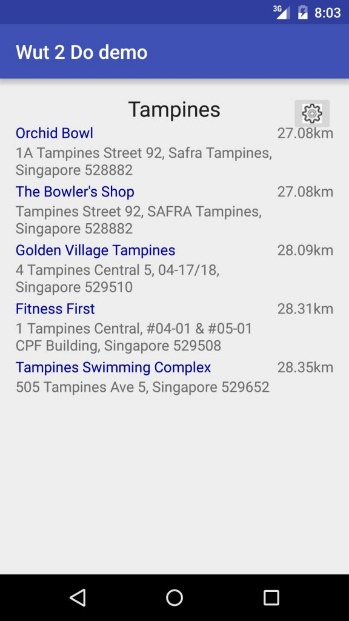 3G 8:03
Wut 2 Do demo
Tampines
Orchid Bowl 27.08km
1A Tampines Street 92, Safra Tampines,
Singapore 528882
The Bowler's Shop 27.08km
Tampines Street 92, SAFRA Tampines,
Singapore 528882
Golden Village Tampines 28.09km
4 Tampines Central 5, 04-17/18,
Singapore 529510
Fitness First 28.31km
1 Tampines Central, #04-01 & #05-01
CPF Building, Singapore 529508
Tampines Swimming Complex 28.35km
505 Tampines Ave 5, Singapore 529652